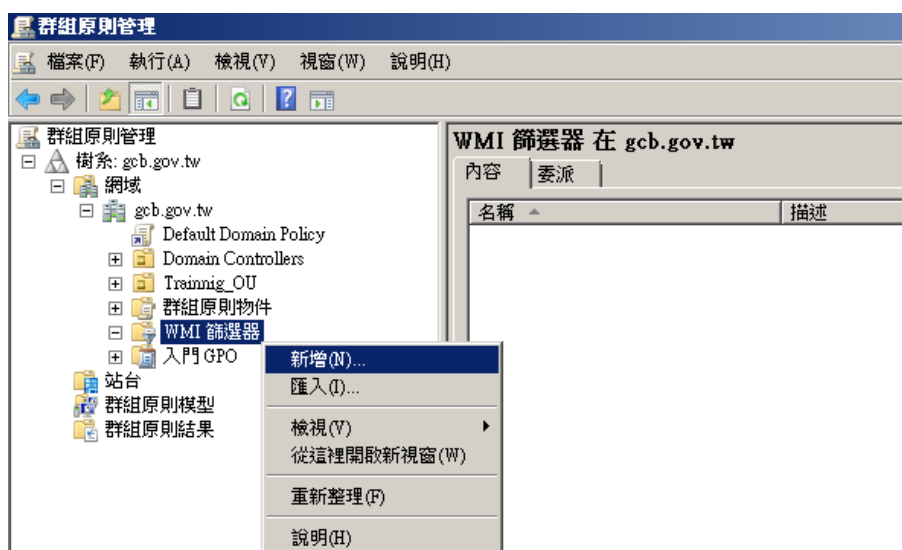 群組原則管理
檔案(F) 執行(A) 檢視(V) 視窗(W) 說明(H)
群組原則管理
樹系: gcb.gov.tw
網域
gcb.gov.tw
Default Domain Policy
Domain Controllers
Trainnig_OU
群組原則物件
WMI 篩選器
入門 GPO
站台
群組原則模型
群組原則結果
新增(N)...
匯入(I)...
檢視(V)
從這裡開啟新視窗(W)
重新整理(F)
說明(H)
WMI 篩選器 在 gcb.gov.tw
內容 委派
名稱 描述